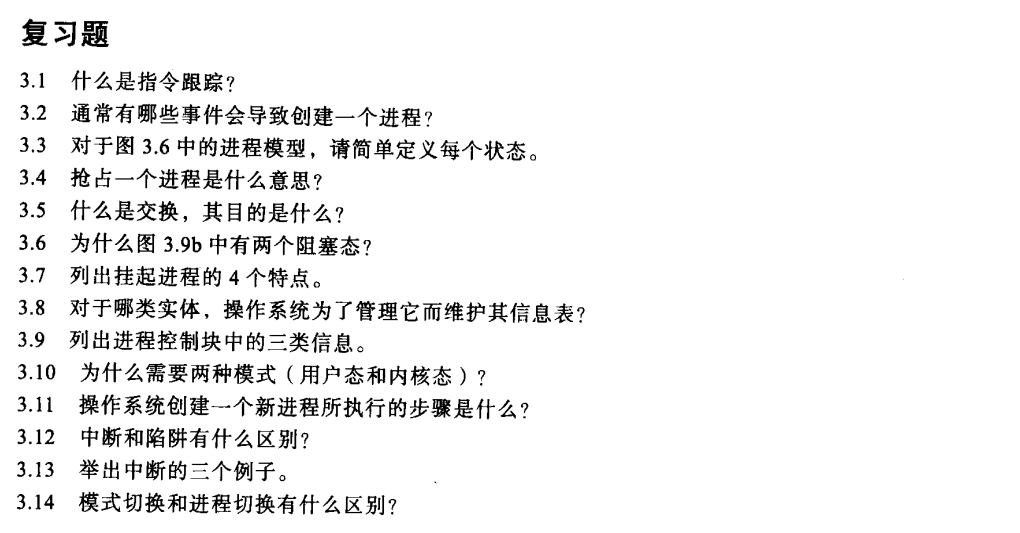 复习题
3.1 什么是指令跟踪？
3.2 通常有哪些事件会导致创建一个进程？
3.3 对于图 3.6 中的进程模型，请简单定义每个状态。
3.4 抢占一个进程是什么意思？
3.5 什么是交换，其目的是什么？
3.6 为什么图 3.9b 中有两个阻塞态？
3.7 列出挂起进程的 4 个特点。
3.8 对于哪类实体，操作系统为了管理它而维护其信息表？
3.9 列出进程控制块中的三类信息。
3.10 为什么需要两种模式（用户态和内核态）？
3.11 操作系统创建一个新进程所执行的步骤是什么？
3.12 中断和陷阱有什么区别？
3.13 举出中断的三个例子。
3.14 模式切换和进程切换有什么区别？